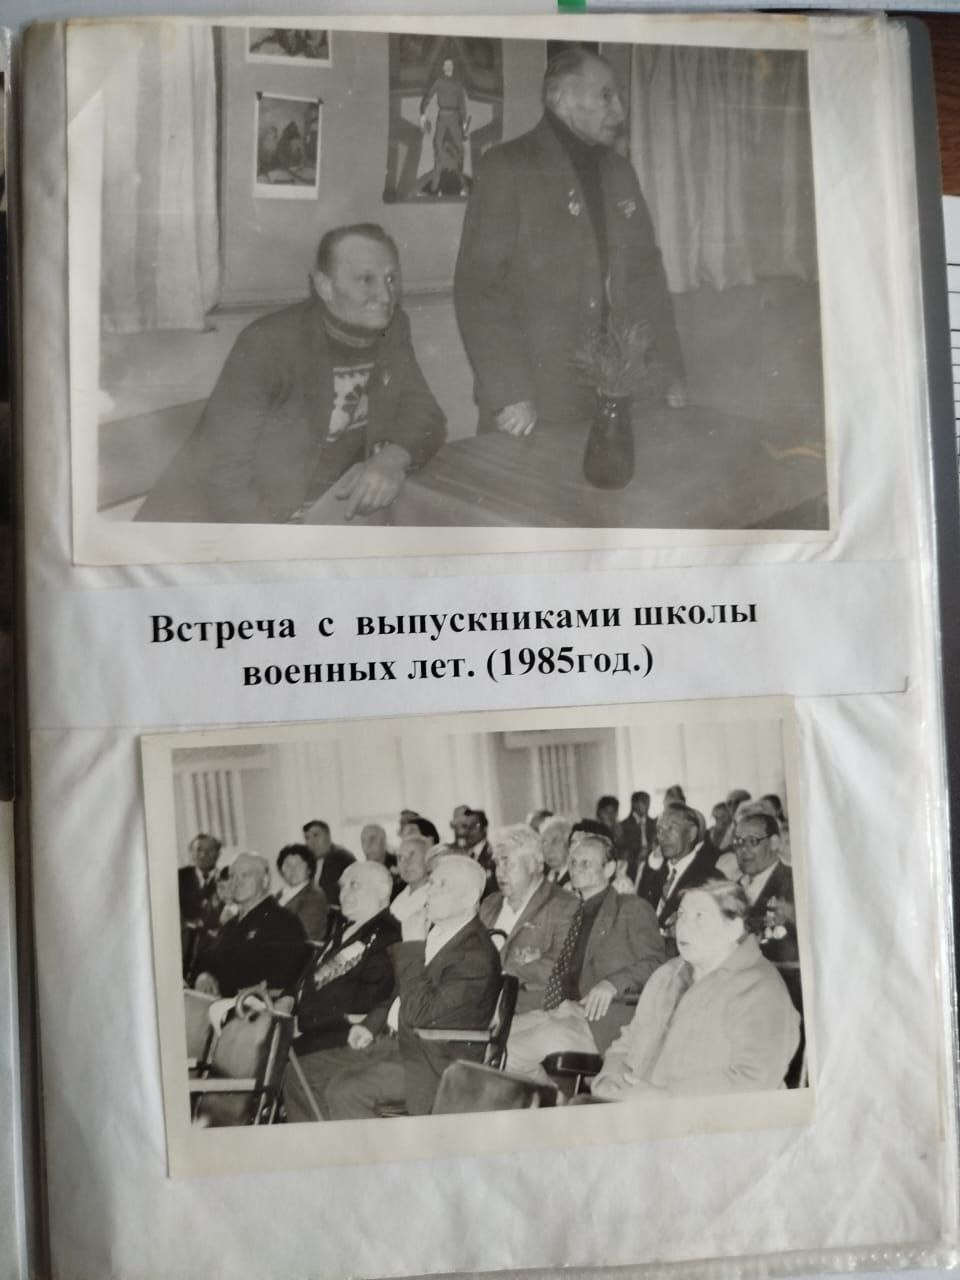 Встреча с выпускниками школы
военных лет. (1985год.)